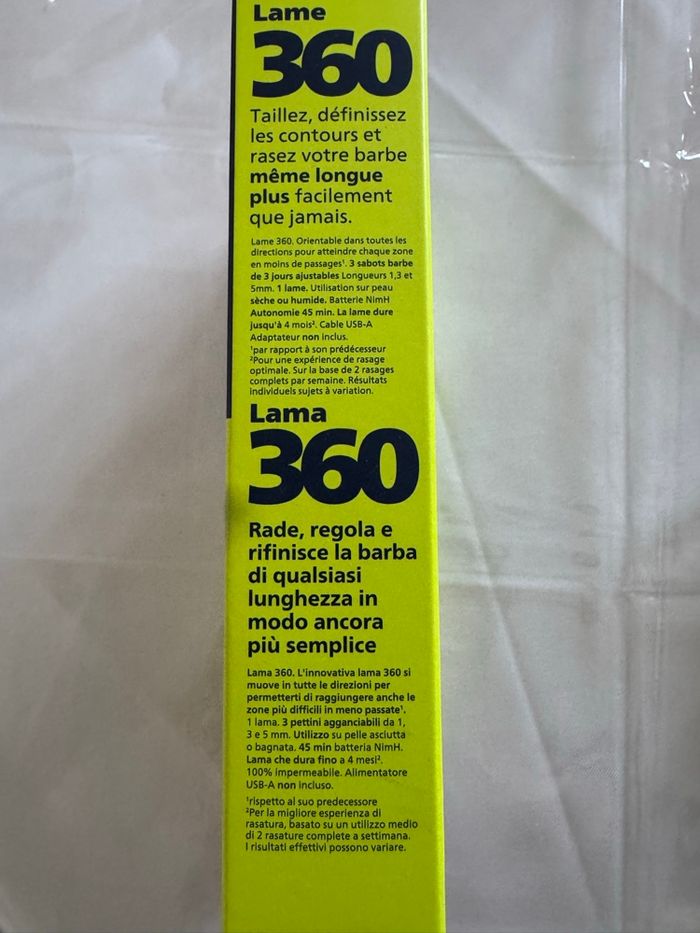 Lame
360
Taillez, définissez
les contours et
rasez votre barbe
même longue
plus facilement
que jamais.
Lame 360. Orientable dans toutes les
directions pour atteindre chaque zone
en moins de passages¹. 3 sabots barbe
de 3 jours ajustables Longueurs 1,3 et
5mm. 1 lame. Utilisation sur peau
sèche ou humide. Batterie NimH
Autonomie 45 min. La lame dure
jusqu'à 4 mois². Cable USB-A
Adaptateur non inclus.
¹par rapport à son prédécesseur
²Pour une expérience de rasage
optimale. Sur la base de 2 rasages
complets par semaine. Résultats
individuels sujets à variation.
Lama
360
Rade, regola e
rifinisce la barba
di qualsiasi
lunghezza in
modo ancora
più semplice
Lama 360. L'innovativa lama 360 si
muove in tutte le direzioni per
permetterti di raggiungere anche le
zone più difficili in meno passate¹.
1 lama. 3 pettini agganciabili da 1,
3 e 5 mm. Utilizzo su pelle asciutta
o bagnata. 45 min batteria NimH.
Lama che dura fino a 4 mesi².
100% impermeabile. Alimentatore
USB-A non incluso.
¹rispetto al suo predecessore
²Per la migliore esperienza di
rasatura, basato su un utilizzo medio
di 2 rasature complete a settimana.
I risultati effettivi possono variare.